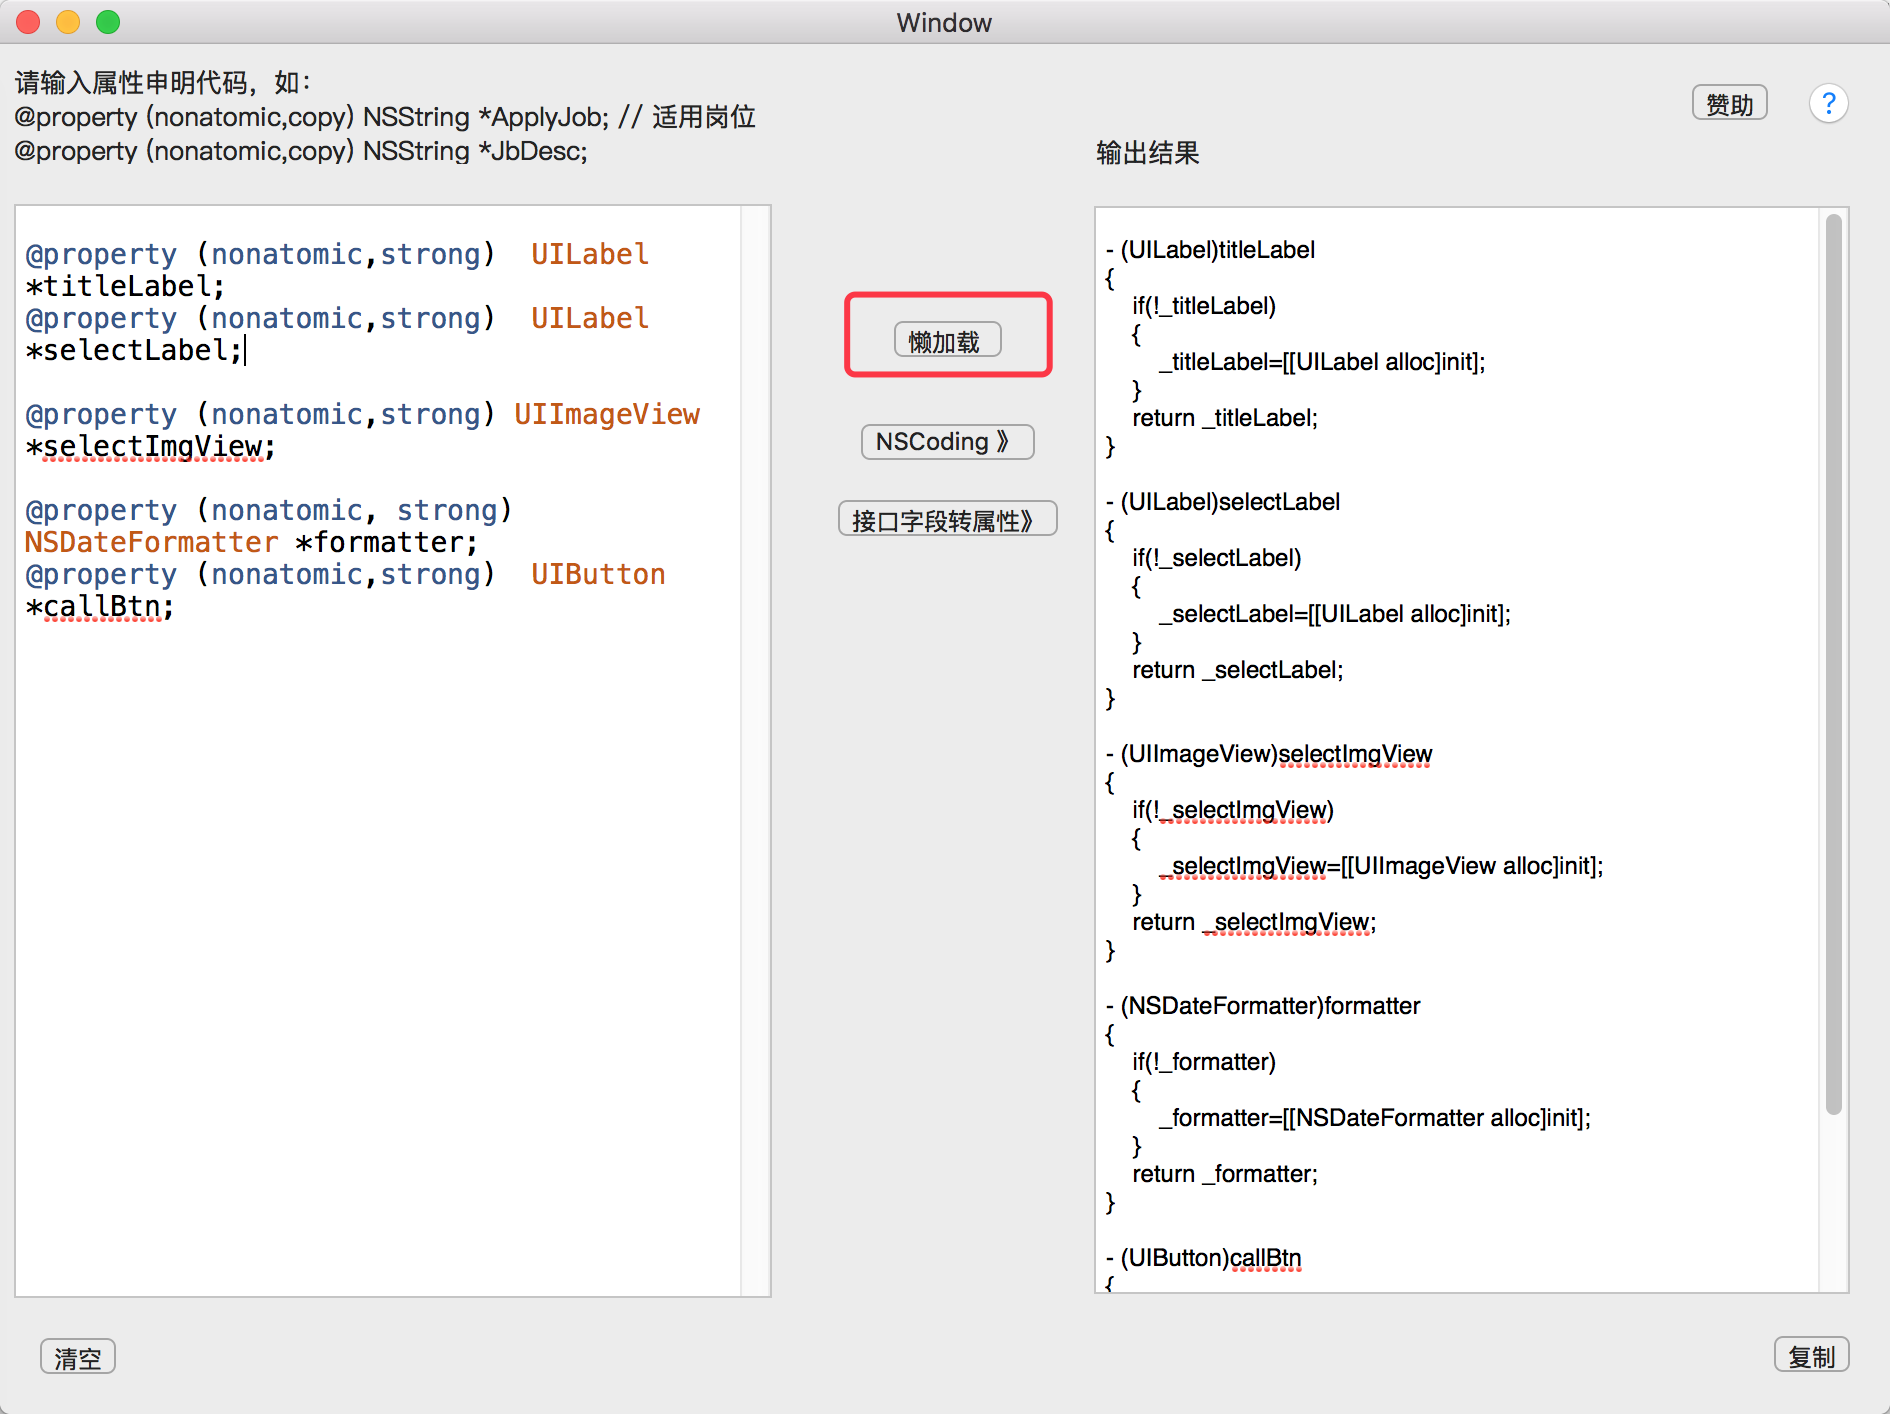 Window
请输入属性申明代码，如：
@property (nonatomic,copy) NSString *ApplyJob; // 适用岗位
@property (nonatomic,copy) NSString *JbDesc;
赞助
?
输出结果
@property (nonatomic,strong)  UILabel
*titleLabel;
@property (nonatomic,strong)  UILabel
*selectLabel;
@property (nonatomic,strong) UIImageView
*selectImgView;
@property (nonatomic, strong)
NSDateFormatter *formatter;
@property (nonatomic,strong)  UIButton
*callBtn;
懒加载
NSCoding 》
接口字段转属性》
- (UILabel)titleLabel
{
if(!_titleLabel)
{
_titleLabel=[[UILabel alloc]init];
}
return _titleLabel;
}
- (UILabel)selectLabel
{
if(!_selectLabel)
{
_selectLabel=[[UILabel alloc]init];
}
return _selectLabel;
}
- (UIImageView)selectImgView
{
if(!_selectImgView)
{
_selectImgView=[[UIImageView alloc]init];
}
return _selectImgView;
}
- (NSDateFormatter)formatter
{
if(!_formatter)
{
_formatter=[[NSDateFormatter alloc]init];
}
return _formatter;
}
- (UIButton)callBtn
{
清空
复制